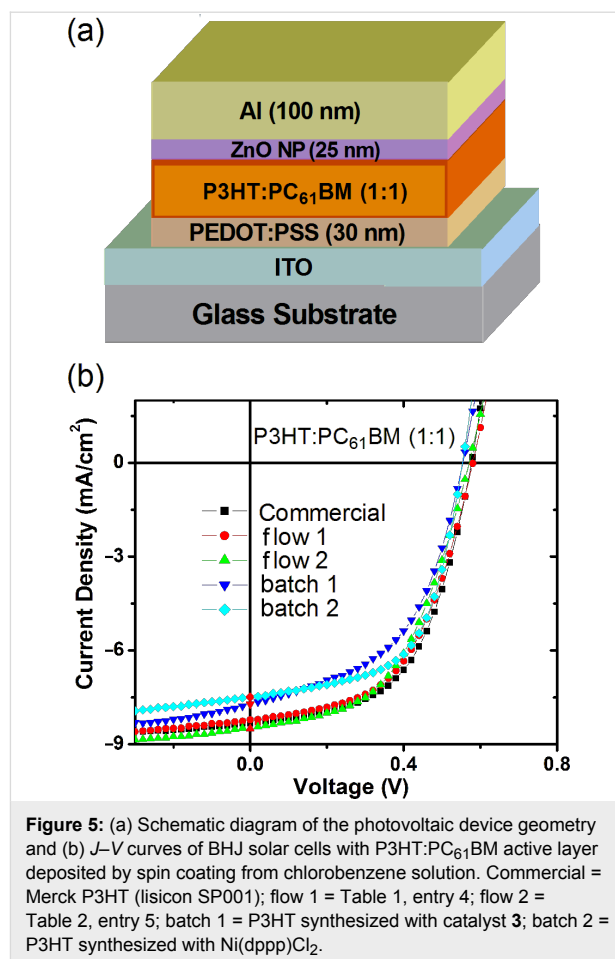 (a)
Al (100 nm)
ZnO NP (25 nm)
P3HT:PC₆₁BM (1:1)
PEDOT:PSS (30 nm)
ITO
Glass Substrate
(b)
P3HT:PC₆₁BM (1:1)
Commercial
flow 1
flow 2
batch 1
batch 2
Current Density (mA/cm²)
0
-3
-6
-9
0.0
0.4
0.8
Voltage (V)
Figure 5: (a) Schematic diagram of the photovoltaic device geometry
and (b) J–V curves of BHJ solar cells with P3HT:PC₆₁BM active layer
deposited by spin coating from chlorobenzene solution. Commercial =
Merck P3HT (lisicon SP001); flow 1 = Table 1, entry 4; flow 2 =
Table 2, entry 5; batch 1 = P3HT synthesized with catalyst 3; batch 2 =
P3HT synthesized with Ni(dppp)Cl₂.